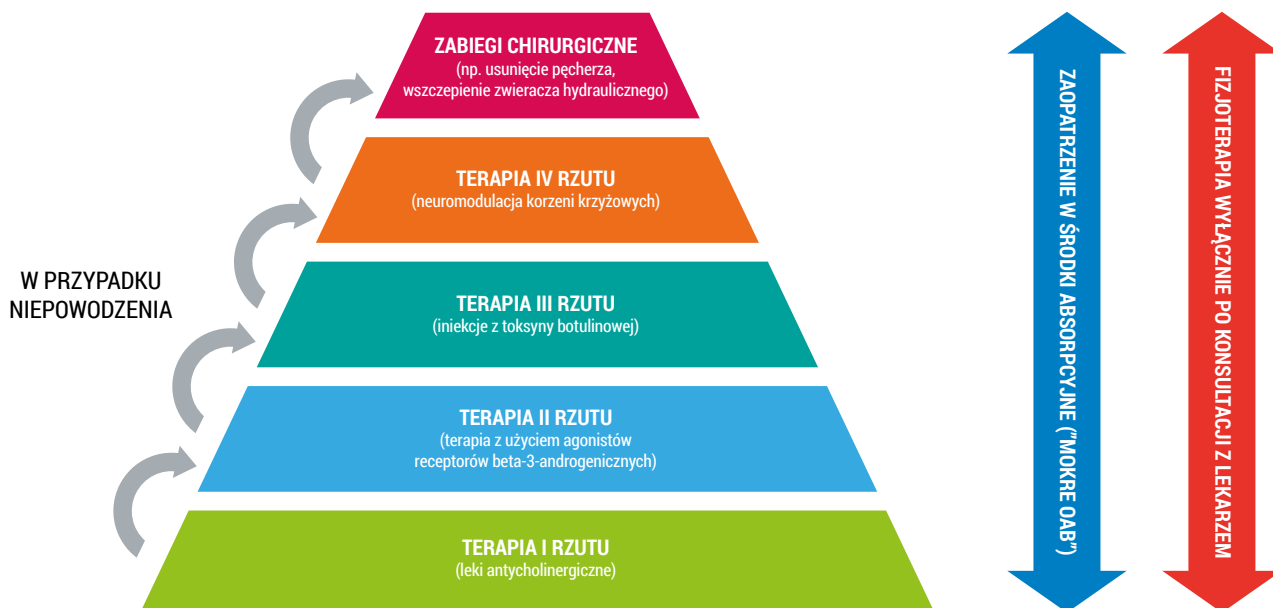 ZABIEGI CHIRURGICZNE
(np. usunięcie pęcherza,
wszczepienie zwieracza hydraulicznego)
TERAPIA IV RZUTU
(neuromodulacja korzeni krzyżowych)
W PRZYPADKU
NIEPOWODZENIA
TERAPIA III RZUTU
(iniekcje z toksyny botulinowej)
TERAPIA II RZUTU
(terapia z użyciem agonistów
receptorów beta-3-androgenicznych)
TERAPIA I RZUTU
(leki antycholinergiczne)
ZAOPATRZENIE W ŚRODKI ABSORPCYJNE ("MOKRE OAB")
FIZJOTERAPIA WYŁĄCZNIE PO KONSULTACJI Z LEKARZEM